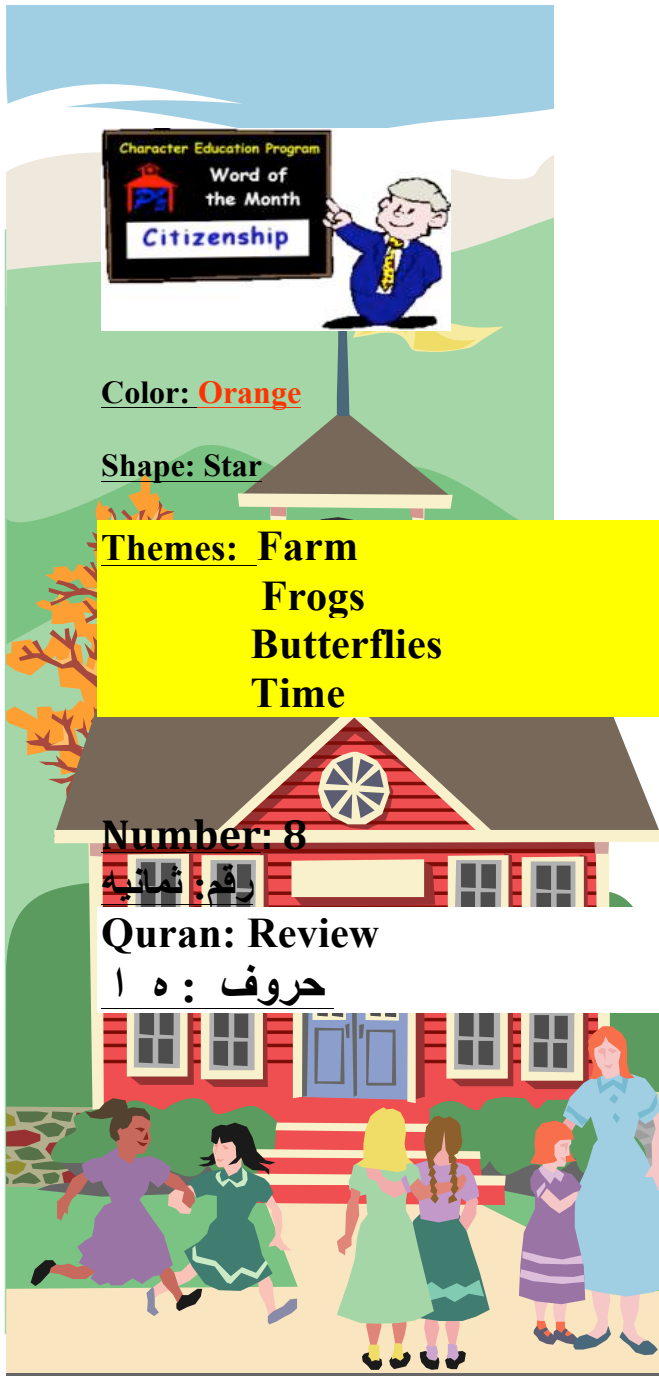 Character Education Program
Word of
the Month
Citizenship
Color: Orange
Shape: Star
Themes: Farm
Frogs
Butterflies
Time
Number: 8
رقم: ثمانيه
Quran: Review
حروف : ه ا